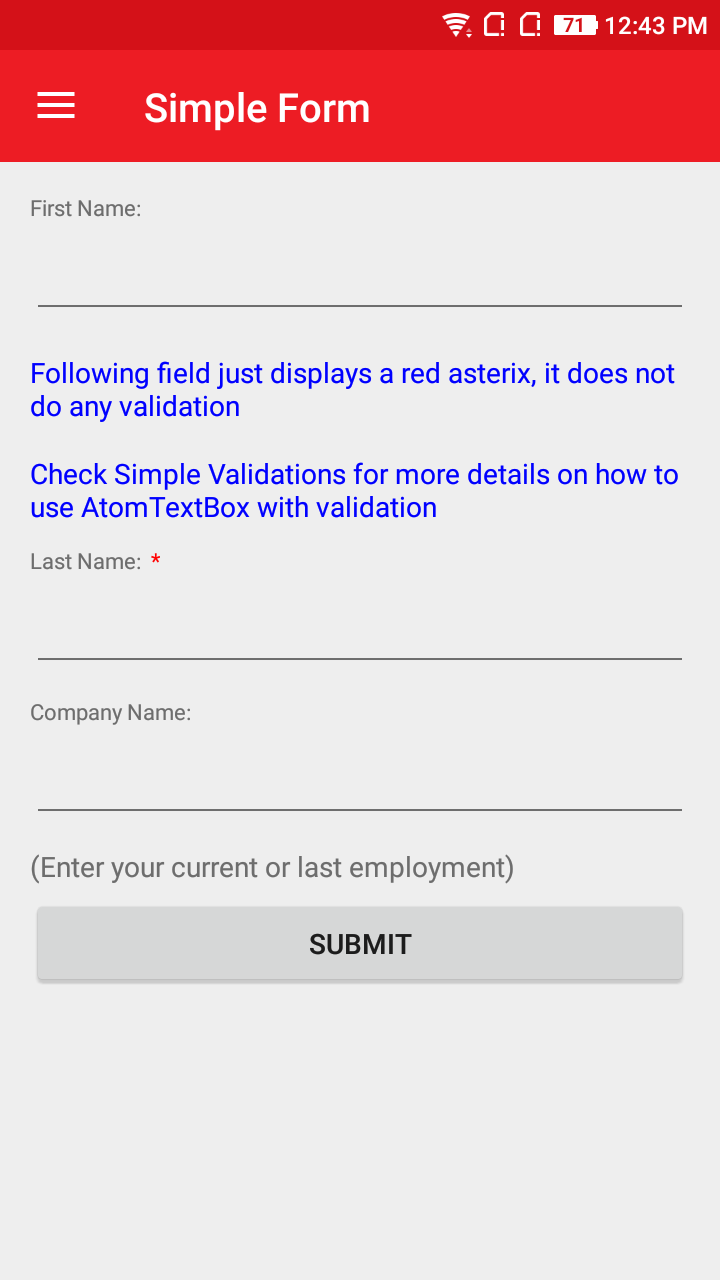 71 12:43 PM
Simple Form
First Name:
Following field just displays a red asterix, it does not
do any validation
Check Simple Validations for more details on how to
use AtomTextBox with validation
Last Name: *
Company Name:
(Enter your current or last employment)
SUBMIT